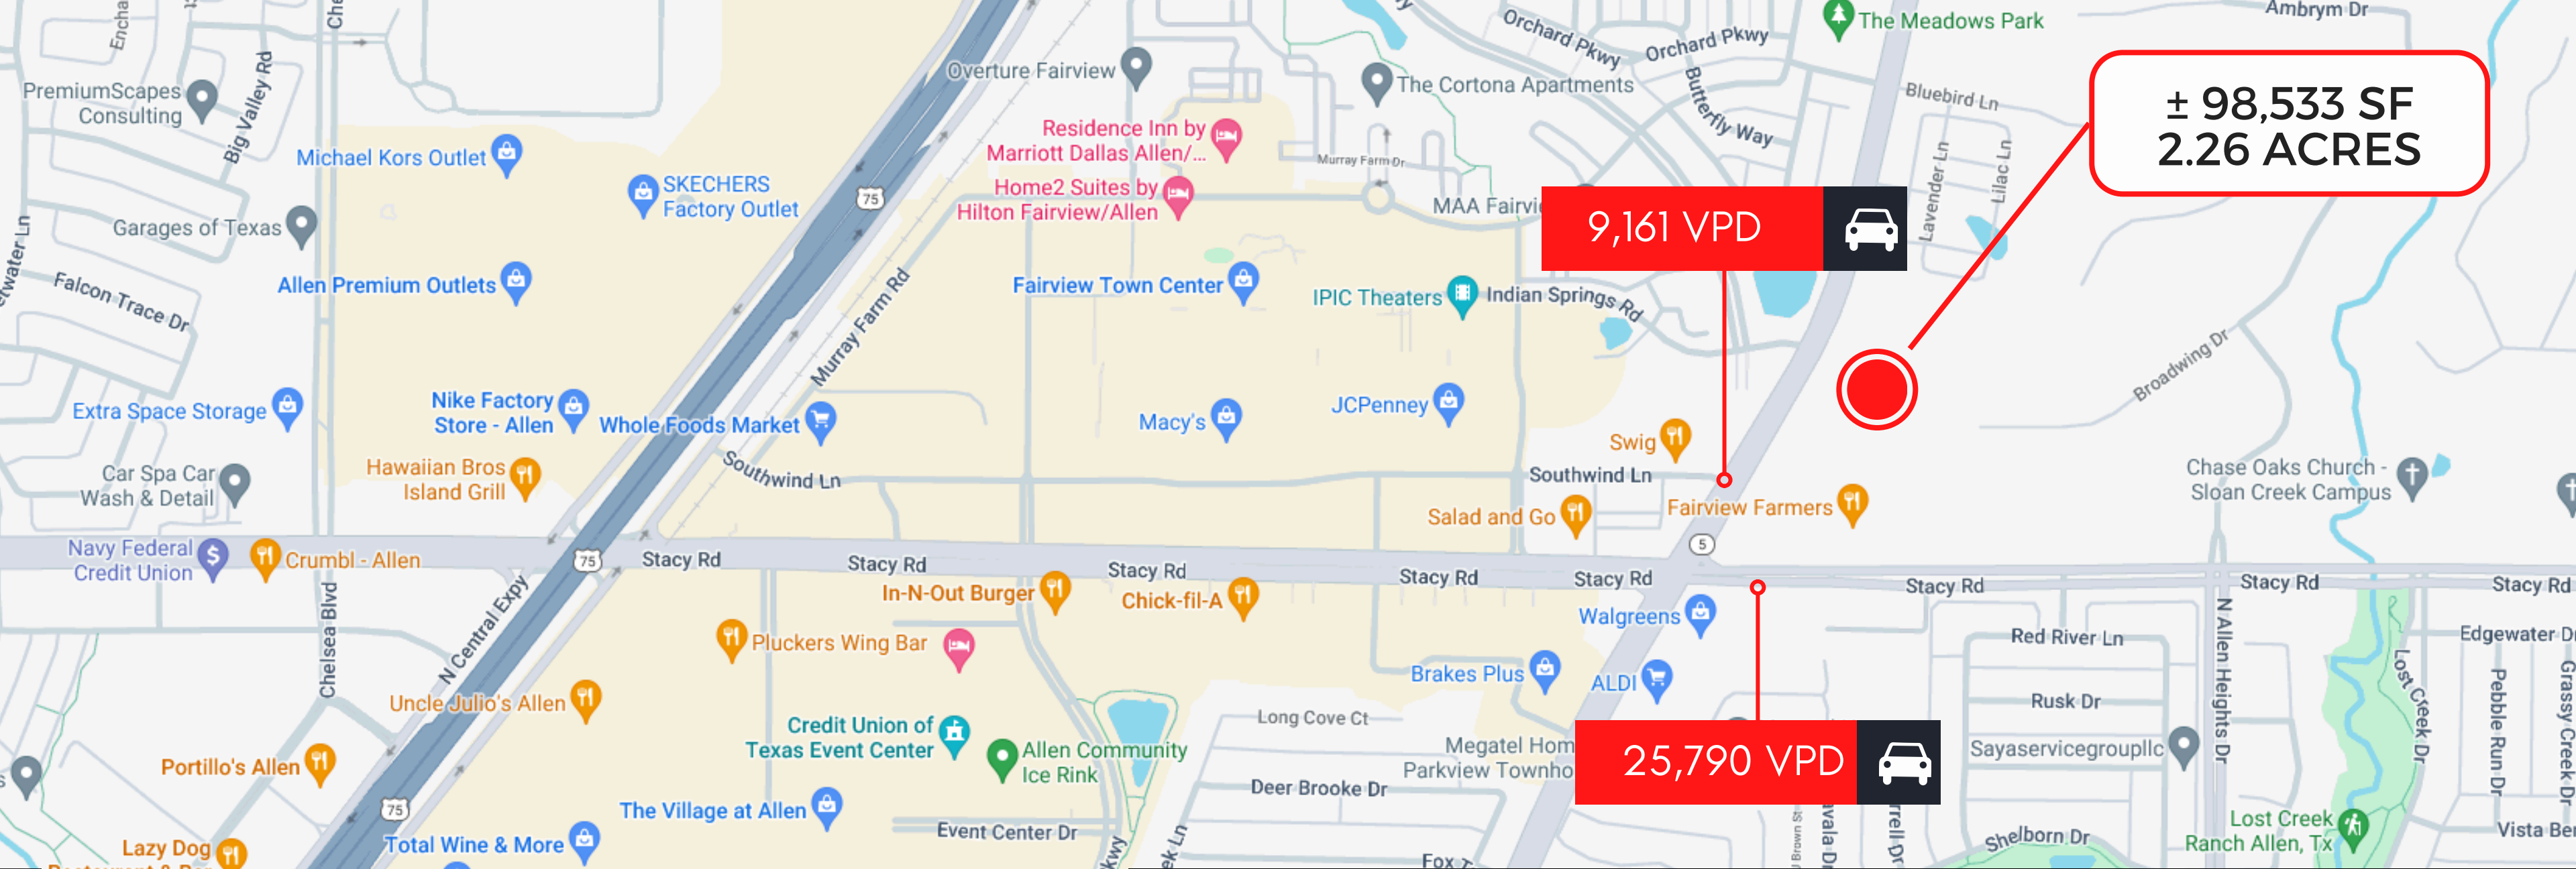 Ambrym Dr
The Meadows Park
Orchard Pkwy
Orchard Pkwy
Big Valley Rd
PremiumScapes
Consulting
Overture Fairview
The Cortona Apartments
Butterfly Way
Bluebird Ln
± 98,533 SF
2.26 ACRES
Michael Kors Outlet
SKECHERS
Factory Outlet
75
Residence Inn by
Marriott Dallas Allen/...
Home2 Suites by
Hilton Fairview/Allen
Murray Farm Dr
MAA Fairvi
9,161 VPD
Lavender Ln
Lilac Ln
Garages of Texas
Falcon Trace Dr
Allen Premium Outlets
Murray Farm Rd
Fairview Town Center
IPIC Theaters
Indian Springs Rd
Broadwing Dr
Extra Space Storage
Nike Factory
Store - Allen
Whole Foods Market
Macy's
JCPenney
Swig
Car Spa Car
Wash & Detail
Hawaiian Bros
Island Grill
Southwind Ln
Southwind Ln
Salad and Go
Fairview Farmers
Chase Oaks Church -
Sloan Creek Campus
Navy Federal
Credit Union
Crumbl - Allen
75
Stacy Rd
Stacy Rd
Stacy Rd
Stacy Rd
Stacy Rd
5
Stacy Rd
Stacy Rd
Stacy Rd
Chelsea Blvd
N Central Expy
In-N-Out Burger
Chick-fil-A
Walgreens
Pluckers Wing Bar
Brakes Plus
ALDI
Red River Ln
Rusk Dr
N Allen Heights Dr
Lost Creek Dr
Edgewater D
Pebble Run Dr
Grassy Creek Dr
Uncle Julio's Allen
Credit Union of
Texas Event Center
Allen Community
Ice Rink
Long Cove Ct
Megatel Hom
Parkview Townho
25,790 VPD
Sayaservicegroupllc
Portillo's Allen
75
The Village at Allen
Event Center Dr
Deer Brooke Dr
Total Wine & More
Lazy Dog
Shelborn Dr
Lost Creek
Ranch Allen, Tx
Vista Be